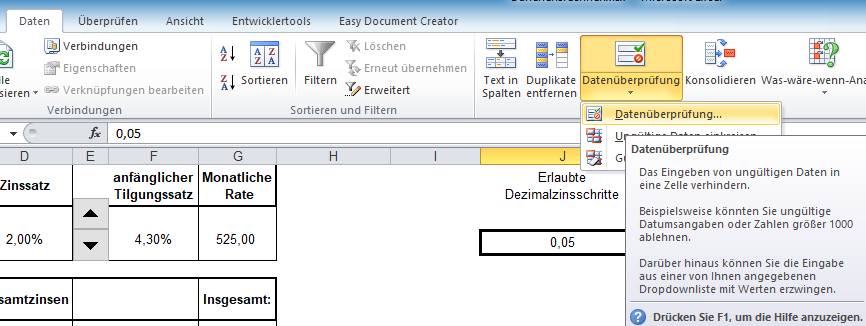 Daten Überprüfen Ansicht Entwicklertools Easy Document Creator
Verbindungen
Eigenschaften
Verknüpfungen bearbeiten
Verbindungen
Sortieren
Filtern
Löschen
Erneut übernehmen
Erweitert
Sortieren und Filtern
Text in
Spalten
Duplikate
entfernen
Datenüberprüfung
Konsolidieren
Was-wäre-wenn-Ana
Datenüberprüfung...
Ungültige Daten einkreisen
Datenüberprüfung
Das Eingeben von ungültigen Daten in
eine Zelle verhindern.
Beispielsweise könnten Sie ungültige
Datumsangaben oder Zahlen größer 1000
ablehnen.
Darüber hinaus können Sie die Eingabe
aus einer von Ihnen angegebenen
Dropdownliste mit Werten erzwingen.
Drücken Sie F1, um die Hilfe anzuzeigen.
fx 0,05
D E F G H I J
Zinssatz
anfänglicher
Tilgungssatz
Monatliche
Rate
Erlaubte
Dezimalzinsschritte
2,00% 4,30% 525,00 0,05
samtzinsen Insgesamt: